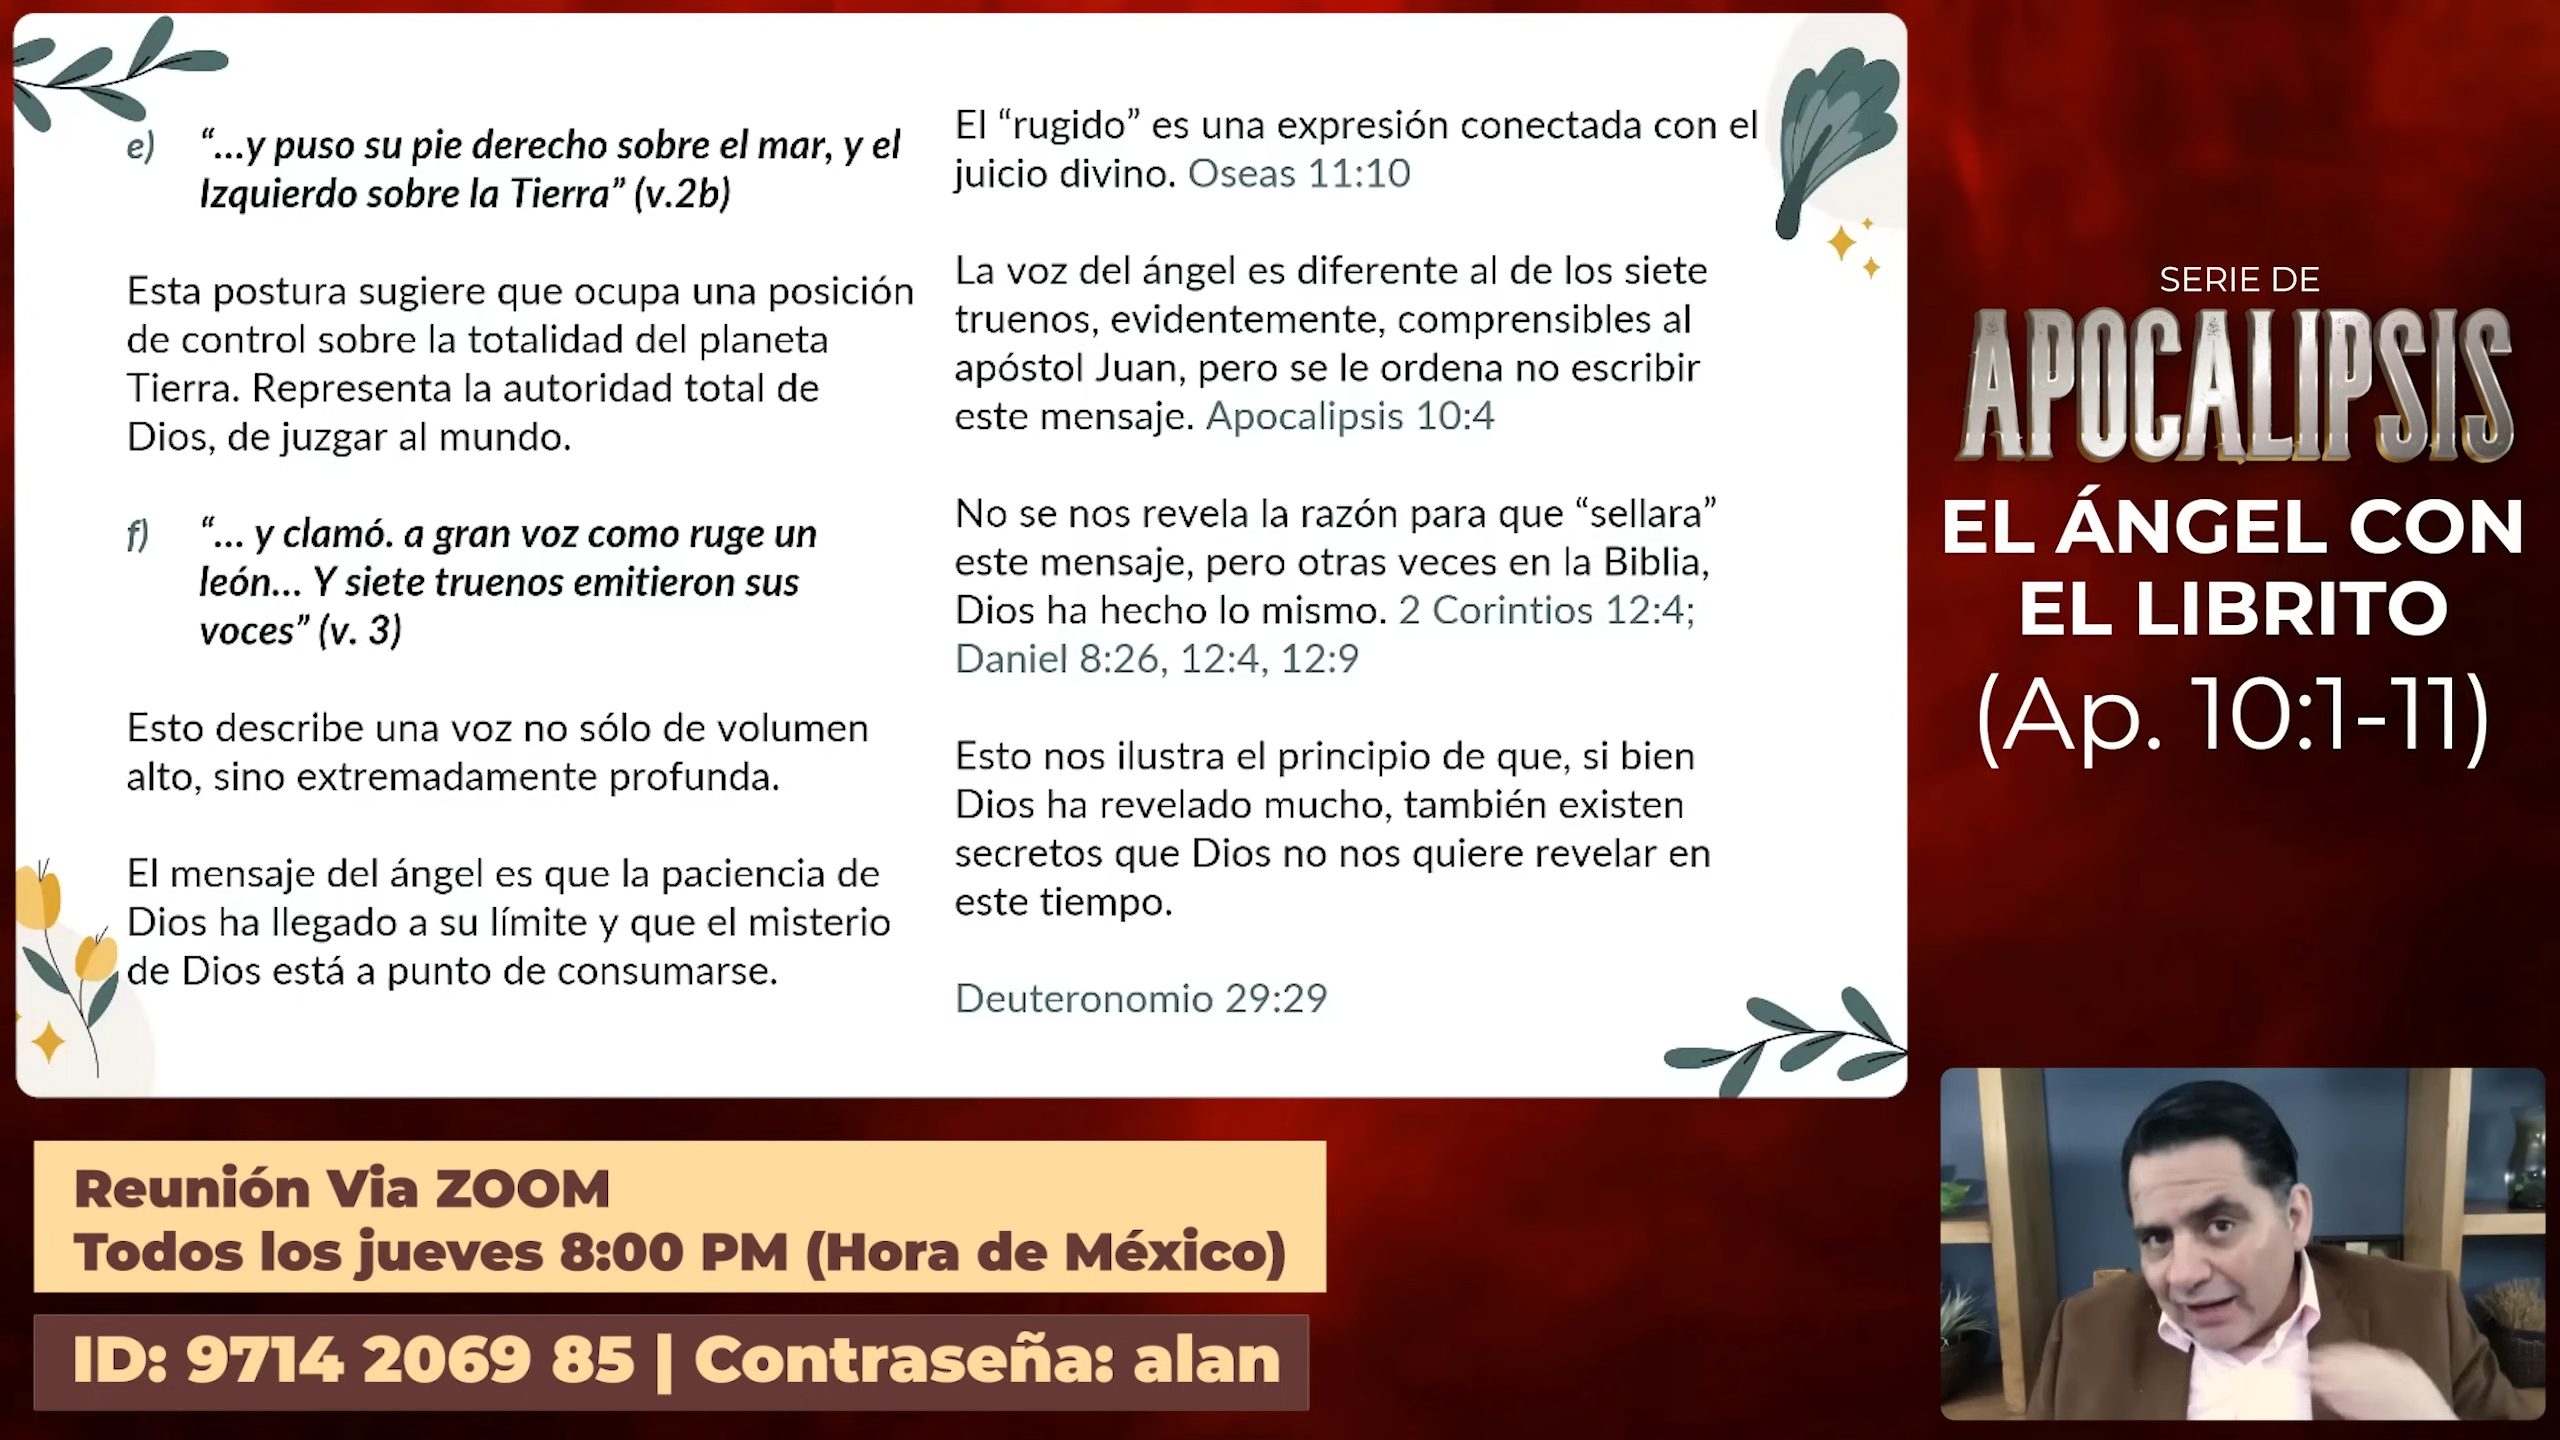 e) “...y puso su pie derecho sobre el mar, y el
Izquierdo sobre la Tierra” (v.2b)
Esta postura sugiere que ocupa una posición
de control sobre la totalidad del planeta
Tierra. Representa la autoridad total de
Dios, de juzgar al mundo.
f) “... y clamó. a gran voz como ruge un
león... Y siete truenos emitieron sus
voces” (v. 3)
Esto describe una voz no sólo de volumen
alto, sino extremadamente profunda.
El mensaje del ángel es que la paciencia de
Dios ha llegado a su límite y que el misterio
de Dios está a punto de consumarse.
El “rugido” es una expresión conectada con el
juicio divino. Oseas 11:10
La voz del ángel es diferente al de los siete
truenos, evidentemente, comprensibles al
apóstol Juan, pero se le ordena no escribir
este mensaje. Apocalipsis 10:4
No se nos revela la razón para que “sellara”
este mensaje, pero otras veces en la Biblia,
Dios ha hecho lo mismo. 2 Corintios 12:4;
Daniel 8:26, 12:4, 12:9
Esto nos ilustra el principio de que, si bien
Dios ha revelado mucho, también existen
secretos que Dios no nos quiere revelar en
este tiempo.
Deuteronomio 29:29
SERIE DE
APOCALIPSIS
EL ÁNGEL CON
EL LIBRITO
(Ap. 10:1-11)
Reunión Via ZOOM
Todos los jueves 8:00 PM (Hora de México)
ID: 9714 2069 85 | Contraseña: alan